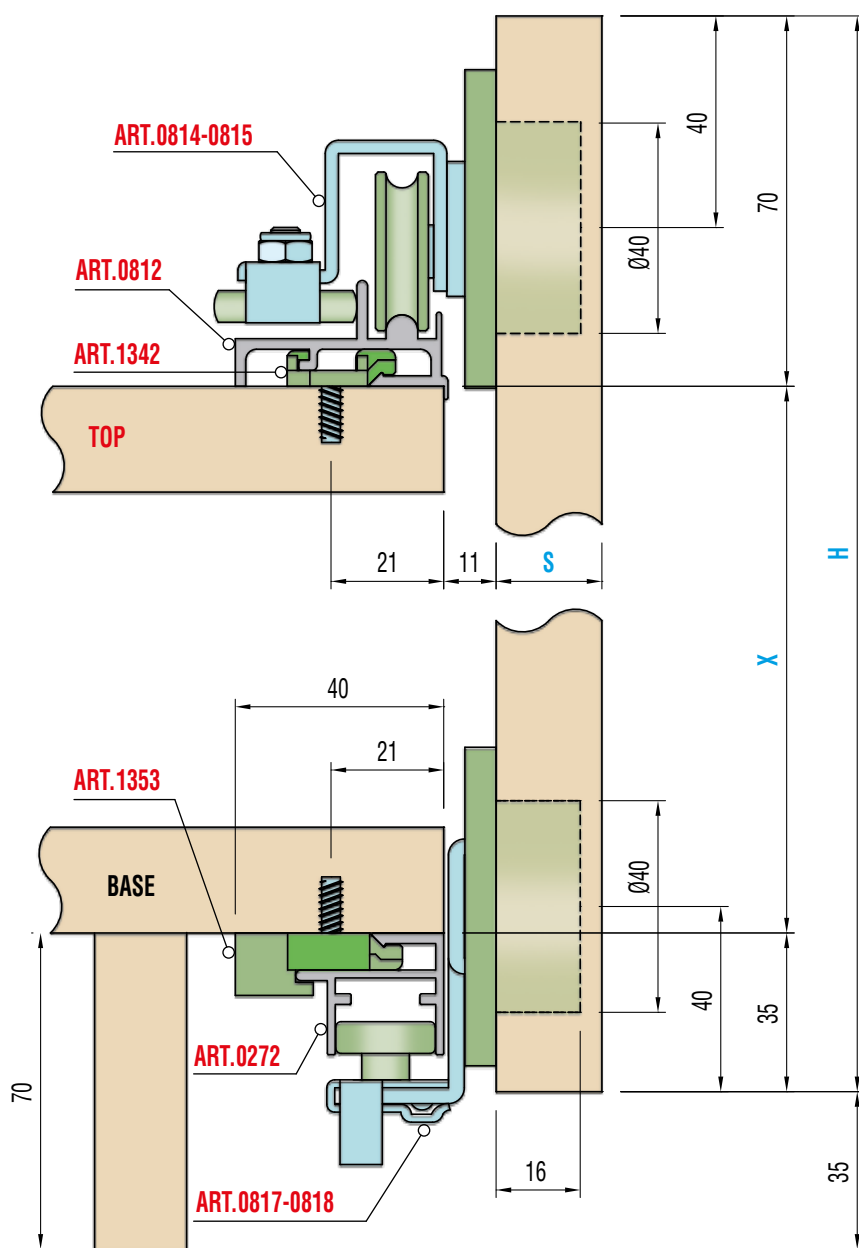 40
70
ART.0814-0815
Ø40
ART.0812
ART.1342
TOP
21
11
S
H
X
40
21
ART.1353
BASE
Ø40
40
35
ART.0272
70
16
35
ART.0817-0818